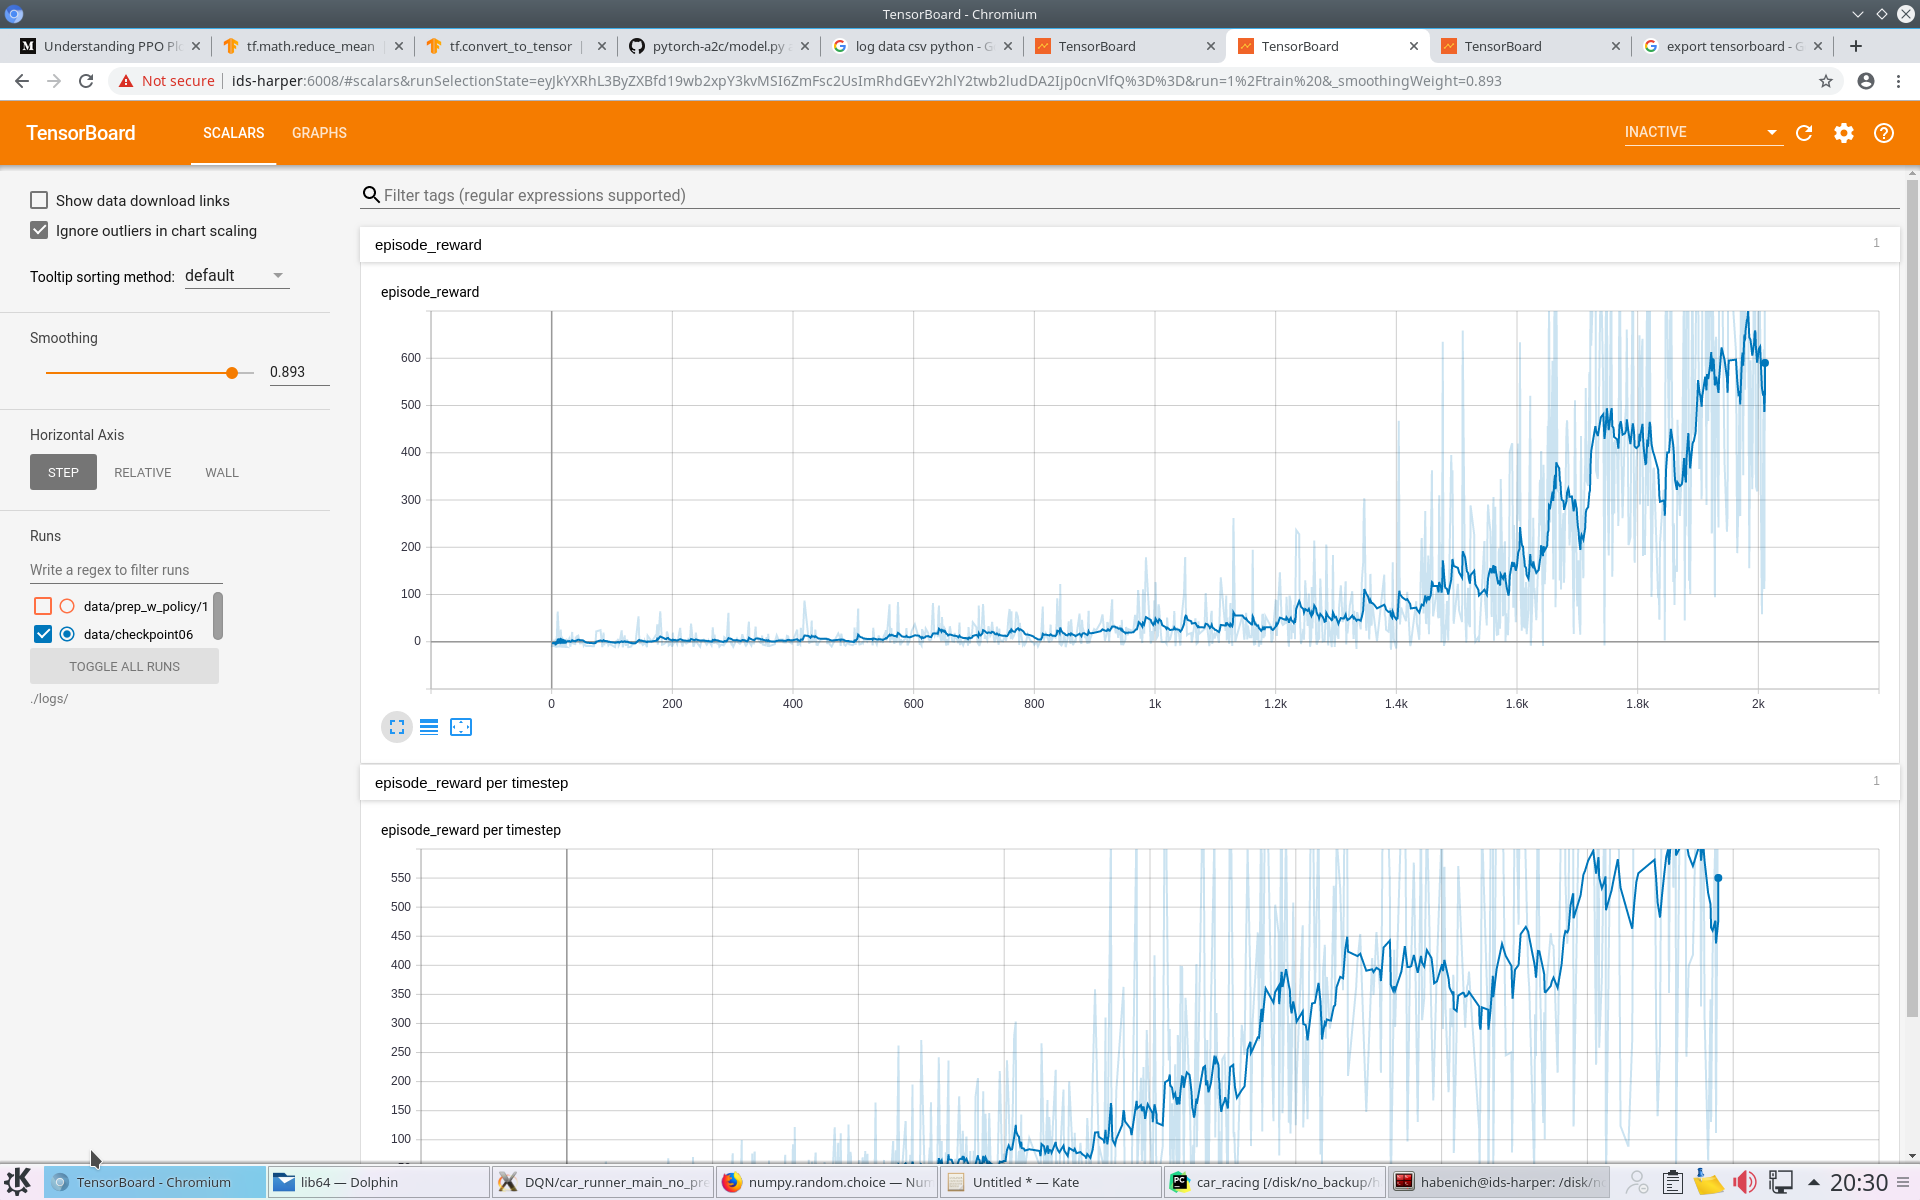 TensorBoard - Chromium
Understanding PPO Plo
tf.math.reduce_mean
tf.convert_to_tensor
pytorch-a2c/model.py
log data csv python - G
TensorBoard
TensorBoard
TensorBoard
export tensorboard - G
Not secure
ids-harper:6008/#scalars&runSelectionState=eyJkYXRhL3ByZXBfd19wb2xpY3kvMSI6ZmFsc2UsImRhdGEvY2hlY2twb2ludDA2Ijp0cnVlfQ%3D%3D&run=1%2Ftrain%20&_smoothingWeight=0.893
TensorBoard
SCALARS
GRAPHS
INACTIVE
Show data download links
Ignore outliers in chart scaling
Tooltip sorting method: default
Smoothing
0.893
Horizontal Axis
STEP
RELATIVE
WALL
Runs
Write a regex to filter runs
data/prep_w_policy/1
data/checkpoint06
TOGGLE ALL RUNS
./logs/
Filter tags (regular expressions supported)
episode_reward
1
episode_reward
600
500
400
300
200
100
0
0 200 400 600 800 1k 1.2k 1.4k 1.6k 1.8k 2k
episode_reward per timestep
1
episode_reward per timestep
550
500
450
400
350
300
250
200
150
100
TensorBoard - Chromium
lib64 — Dolphin
DQN/car_runner_main_no_pre
numpy.random.choice — Num
Untitled * — Kate
car_racing [/disk/no_backup/h
habenich@ids-harper: /disk/no
20:30